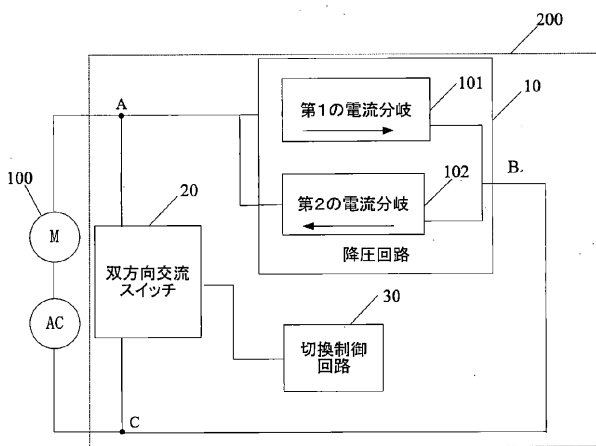 200
A
第1の電流分岐
101
10
100
20
B
第2の電流分岐
102
M
降圧回路
双方向交流
スイッチ
30
AC
切換制御
回路
C